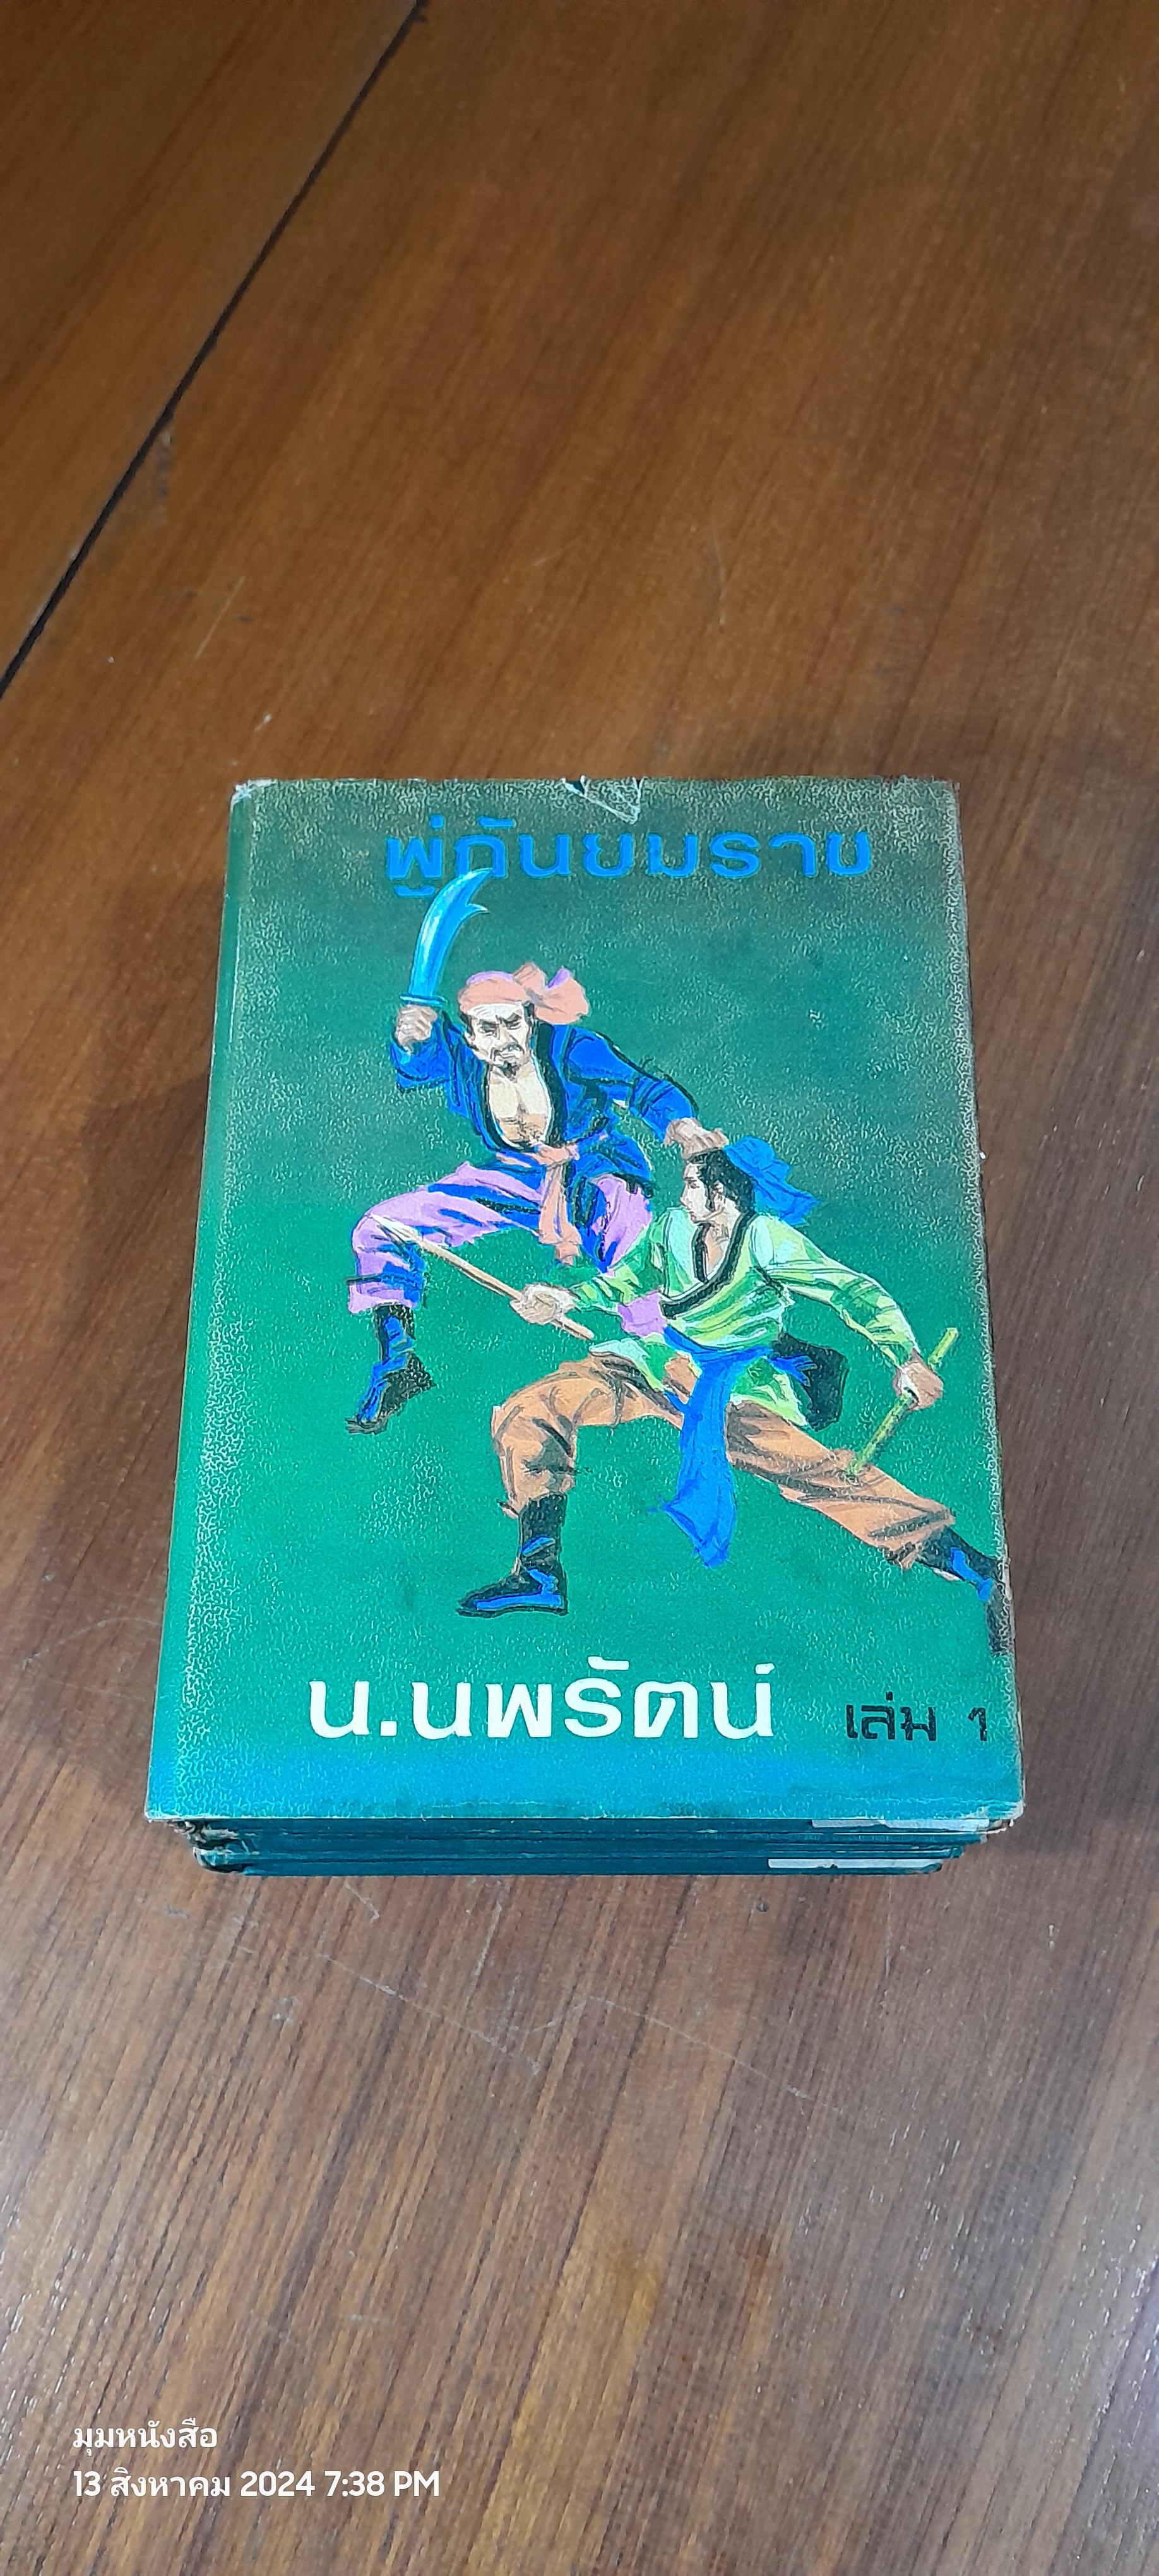 พู่กันยมราช
น.นพรัตน์
เล่ม 1
มุมหนังสือ
13 สิงหาคม 2024 7:38 PM